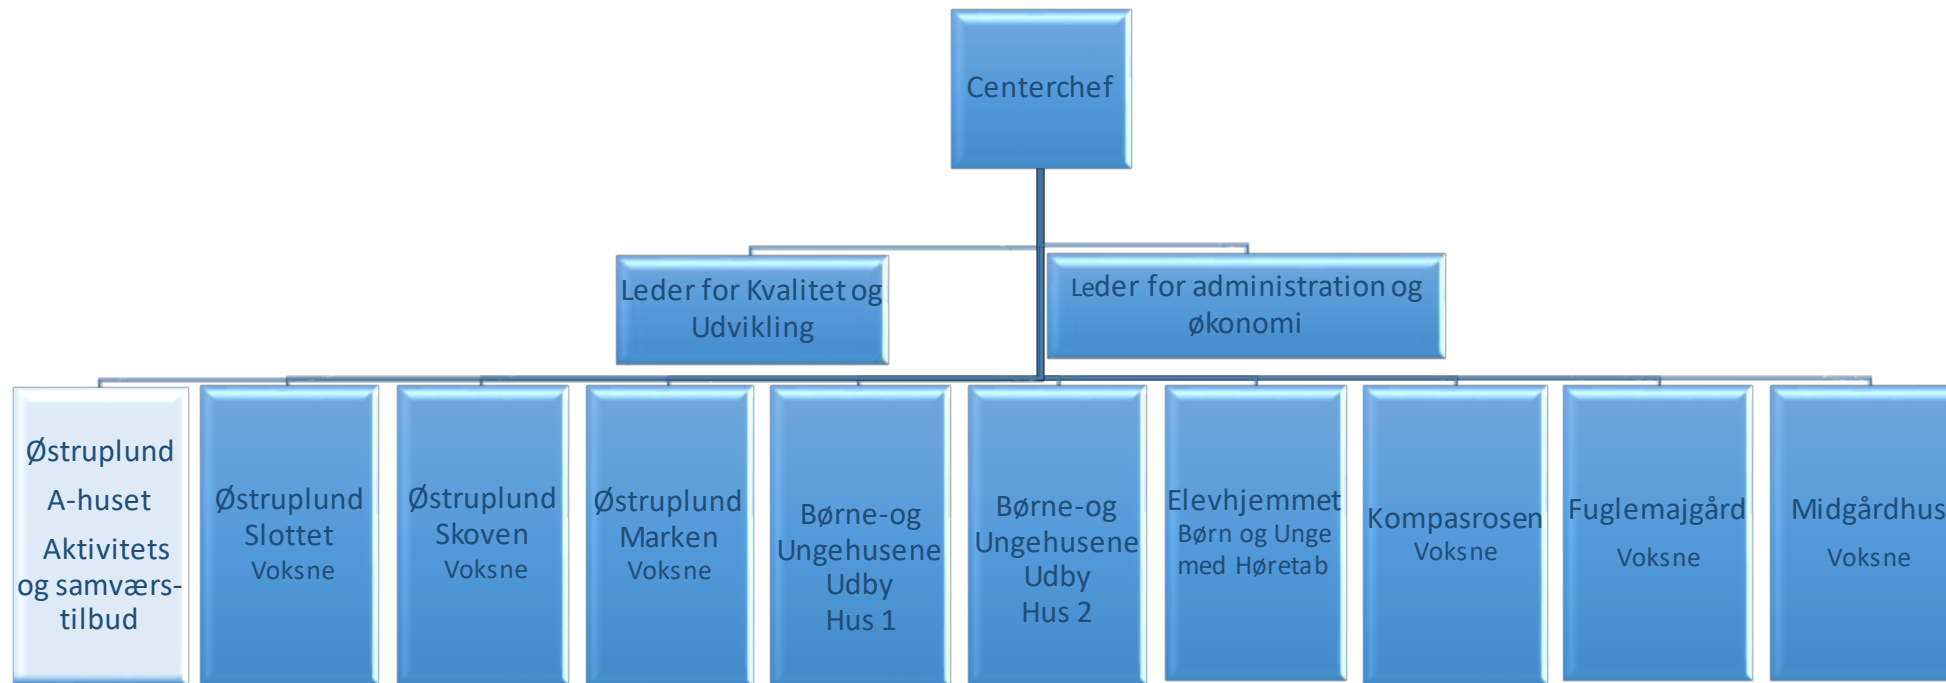 Centerchef
Leder for Kvalitet og
Udvikling
Leder for administration og
økonomi
Østruplund
A-huset
Aktivitets
og samværs-
tilbud
Østruplund
Slottet
Voksne
Østruplund
Skoven
Voksne
Østruplund
Marken
Voksne
Børne-og
Ungehusene
Udby
Hus 1
Børne-og
Ungehusene
Udby
Hus 2
Elevhjemmet
Børn og Unge
med Høretab
Kompasrosen
Voksne
Fuglemajgård
Voksne
Midgårdhus
Voksne